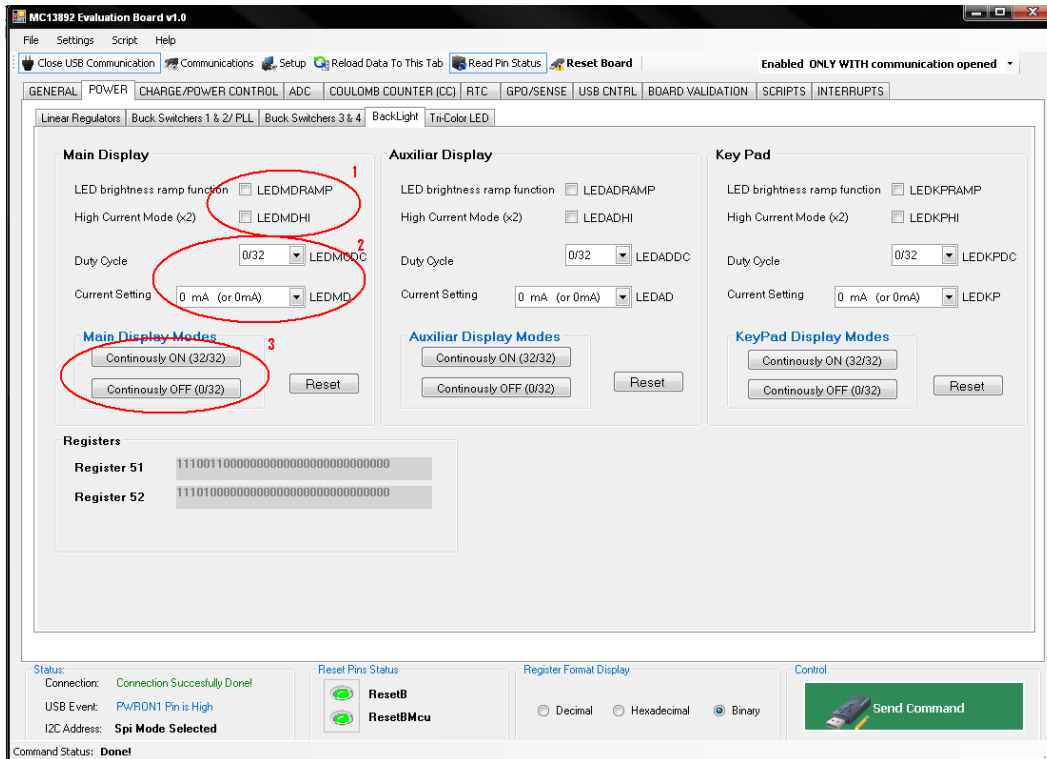 MC13892 Evaluation Board v1.0
File Settings Script Help
Close USB Communication Communications Setup Reload Data To This Tab Read Pin Status Reset Board Enabled ONLY WITH communication opened
GENERAL POWER CHARGE/POWER CONTROL ADC COULOMB COUNTER (CC) RTC GPO/SENSE USB CNTRL BOARD VALIDATION SCRIPTS INTERRUPTS
Linear Regulators Buck Switchers 1 & 2/ PLL Buck Switchers 3 & 4 BackLight Tri-Color LED
Main Display
1
LED brightness ramp function LEDMDRAMP
High Current Mode (x2) LEDMDHI
2
Duty Cycle 0/32 LEDMCDC
Current Setting 0 mA (or 0mA) LEDMD
Main Display Modes
3
Continously ON (32/32)
Continously OFF (0/32)
Reset
Auxiliar Display
LED brightness ramp function LEDADRAMP
High Current Mode (x2) LEDADHI
Duty Cycle 0/32 LEDADDC
Current Setting 0 mA (or 0mA) LEDAD
Auxiliar Display Modes
Continously ON (32/32)
Continously OFF (0/32)
Reset
Key Pad
LED brightness ramp function LEDKPRAMP
High Current Mode (x2) LEDKPHI
Duty Cycle 0/32 LEDKPDC
Current Setting 0 mA (or 0mA) LEDKP
KeyPad Display Modes
Continously ON (32/32)
Continously OFF (0/32)
Reset
Registers
Register 51 11100110000000000000000000000000
Register 52 11101000000000000000000000000000
Status:
Connection: Connection Succesfully Done!
USB Event: PWRON1 Pin is High
I2C Address: Spi Mode Selected
Reset Pins Status
ResetB
ResetBMcu
Register Format Display
Decimal Hexadecimal Binary
Control
Send Command
Command Status: Done!